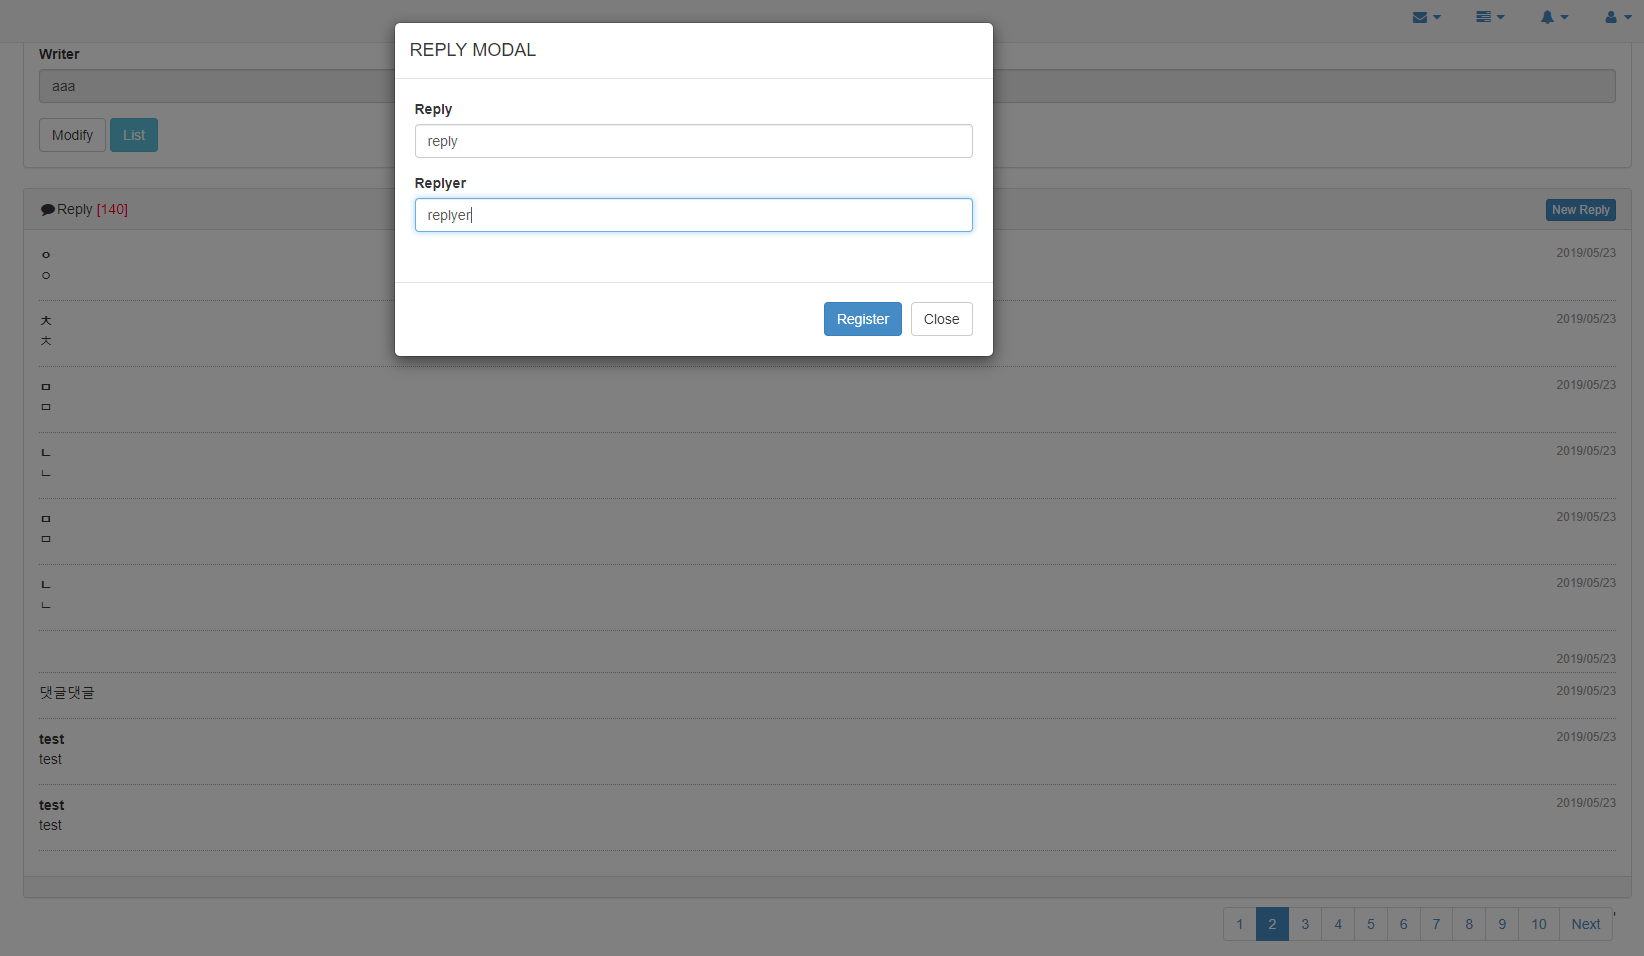 REPLY MODAL
Reply
reply
Replyer
replyer
Register Close
Writer
aaa
Modify List
Reply [140] New Reply
ㅇ 2019/05/23
ㅇ
ㅊ 2019/05/23
ㅊ
ㅁ 2019/05/23
ㅁ
ㄴ 2019/05/23
ㄴ
ㅁ 2019/05/23
ㅁ
ㄴ 2019/05/23
ㄴ
2019/05/23
댓글댓글 2019/05/23
test 2019/05/23
test
test 2019/05/23
test
1 2 3 4 5 6 7 8 9 10 Next